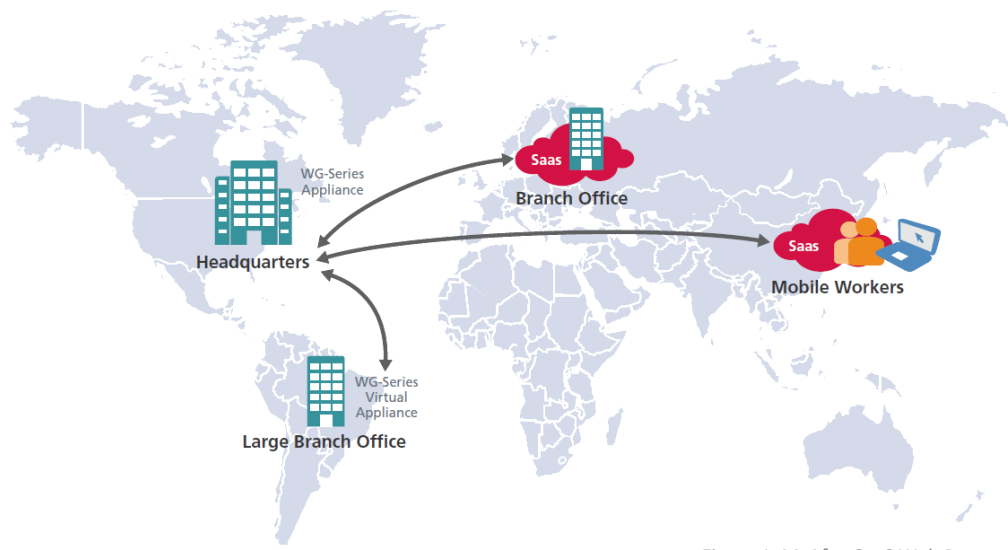 WG-Series
Appliance
Headquarters
Saas
Branch Office
Saas
Mobile Workers
WG-Series
Virtual
Appliance
Large Branch Office